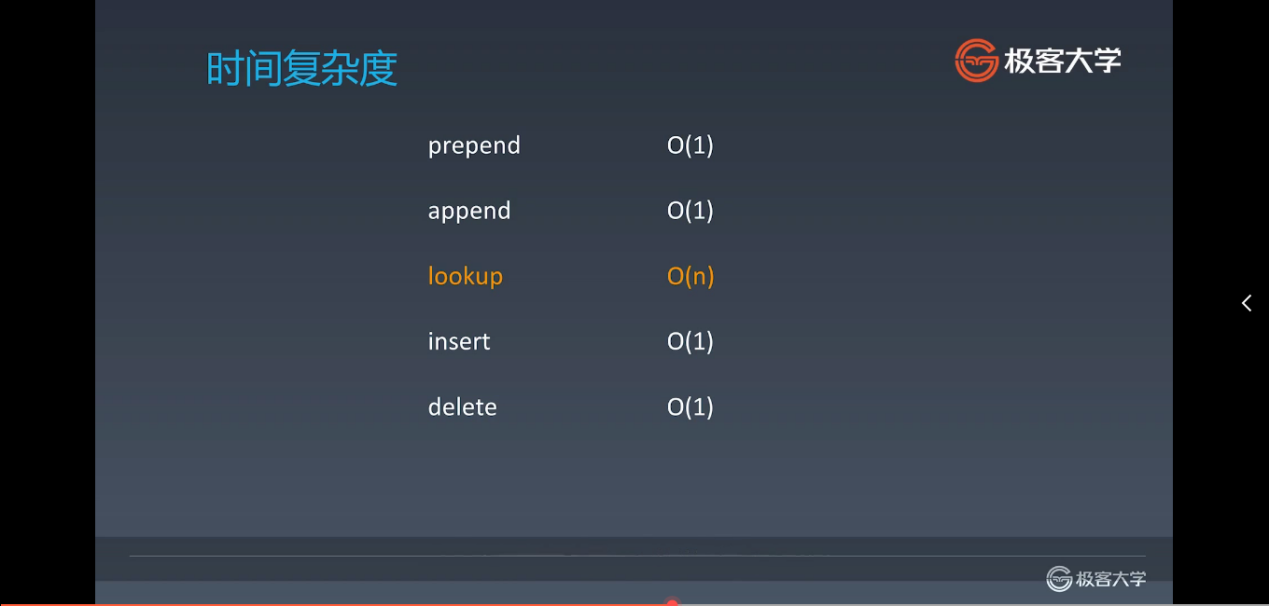 时间复杂度
极客大学
prepend O(1)
append O(1)
lookup O(n)
insert O(1)
delete O(1)
极客大学